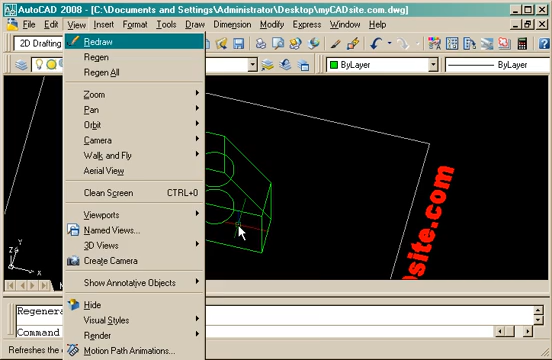 AutoCAD 2008 - [C:\Documents and Settings\Administrator\Desktop\myCADsite.com.dwg]
File Edit View Insert Format Tools Draw Dimension Modify Express Window Help
2D Drafting
ByLayer
ByLayer
Redraw
Regen
Regen All
Zoom
Pan
Orbit
Camera
Walk and Fly
Aerial View
Clean Screen CTRL+0
Viewports
Named Views...
3D Views
Create Camera
Show Annotative Objects
Hide
Visual Styles
Render
Motion Path Animations...
site.com
Z Y X
Regenera
Command
Refreshes the